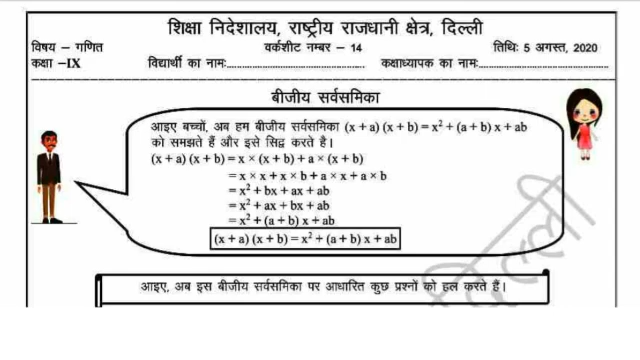 शिक्षा निदेशालय, राष्ट्रीय राजधानी क्षेत्र, दिल्ली
विषय – गणित वर्कशीट नम्बर – 14 तिथिः 5 अगस्त, 2020
कक्षा –IX विद्यार्थी का नामः............................................... कक्षाध्यापक का नामः...............................................
बीजीय सर्वसमिका
आइए बच्चों, अब हम बीजीय सर्वसमिका (x + a) (x + b) = x² + (a + b) x + ab
को समझते हैं और इसे सिद्व करते है।
(x + a) (x + b) = x × (x + b) + a × (x + b)
= x × x + x × b + a × x + a × b
= x² + bx + ax + ab
= x² + ax + bx + ab
= x² + (a + b) x + ab
(x + a) (x + b) = x² + (a + b) x + ab
दिल्ली
आइए, अब इस बीजीय सर्वसमिका पर आधारित कुछ प्रश्नों को हल करते हैं।